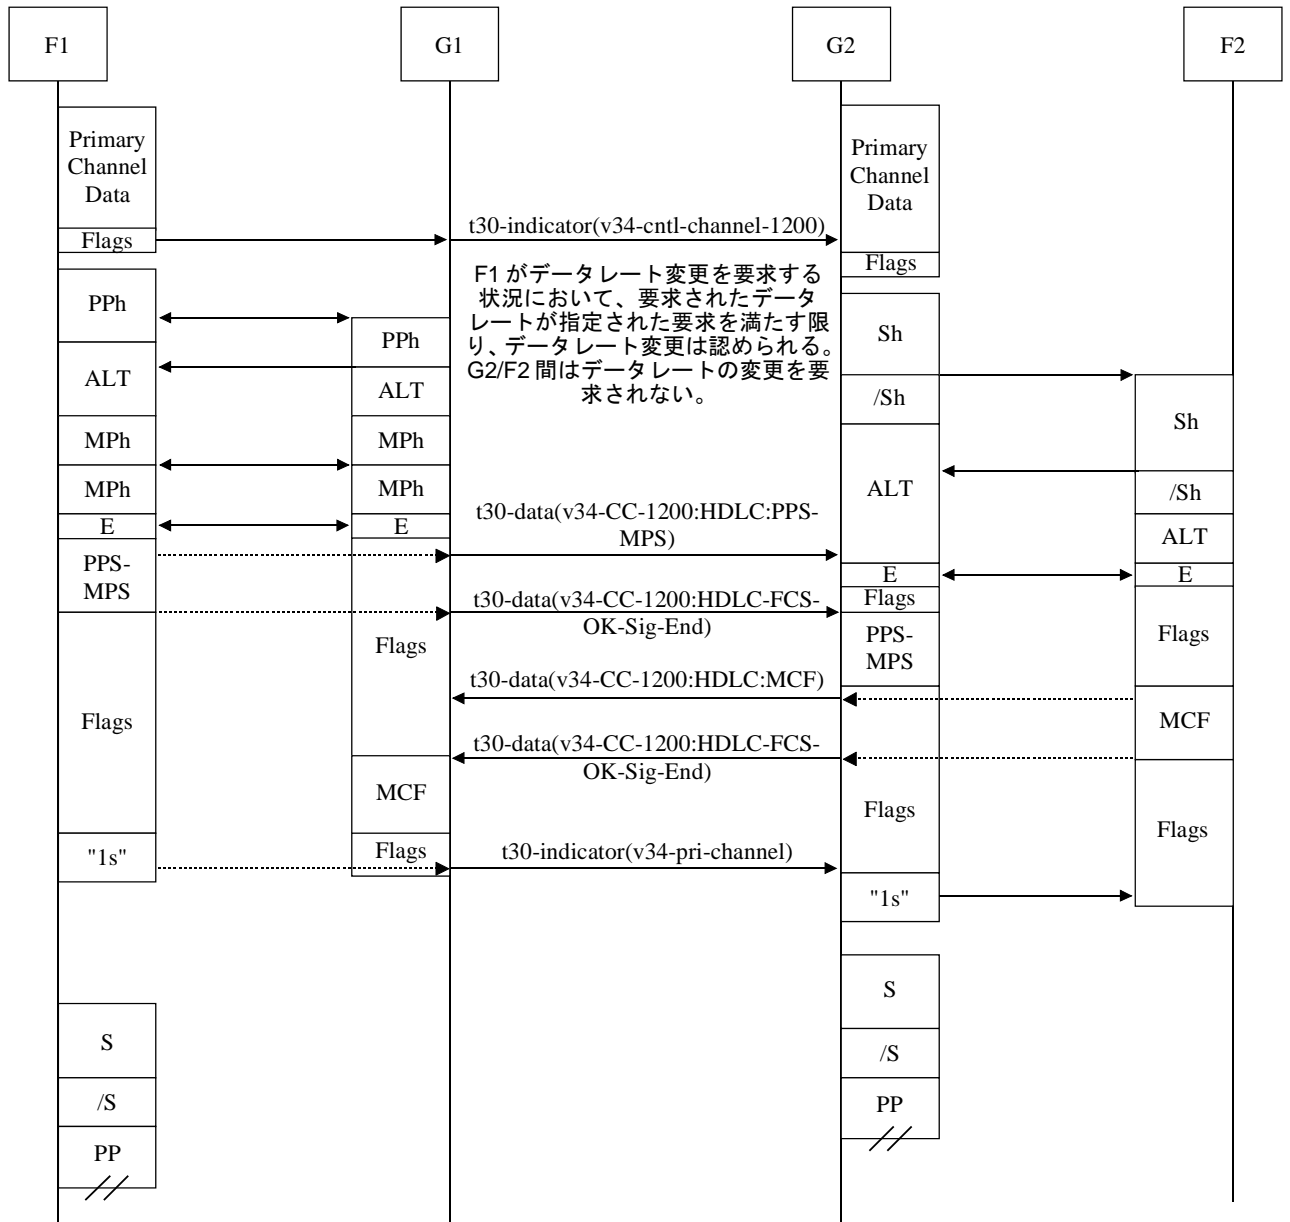 F1
G1
G2
F2
Primary
Channel
Data
Flags
t30-indicator(v34-cntl-channel-1200)
Primary
Channel
Data
Flags
F1 がデータレート変更を要求する
状況において、要求されたデータ
レートが指定された要求を満たす限
り、データレート変更は認められる。
G2/F2 間はデータレートの変更を要
求されない。
PPh
PPh
Sh
ALT
ALT
/Sh
Sh
MPh
MPh
MPh
MPh
ALT
/Sh
t30-data(v34-CC-1200:HDLC:PPS-
MPS)
E
E
ALT
PPS-
MPS
E
E
Flags
t30-data(v34-CC-1200:HDLC-FCS-
OK-Sig-End)
Flags
PPS-
MPS
Flags
t30-data(v34-CC-1200:HDLC:MCF)
Flags
MCF
t30-data(v34-CC-1200:HDLC-FCS-
OK-Sig-End)
MCF
Flags
Flags
"1s"
Flags
t30-indicator(v34-pri-channel)
"1s"
S
S
/S
/S
PP
PP